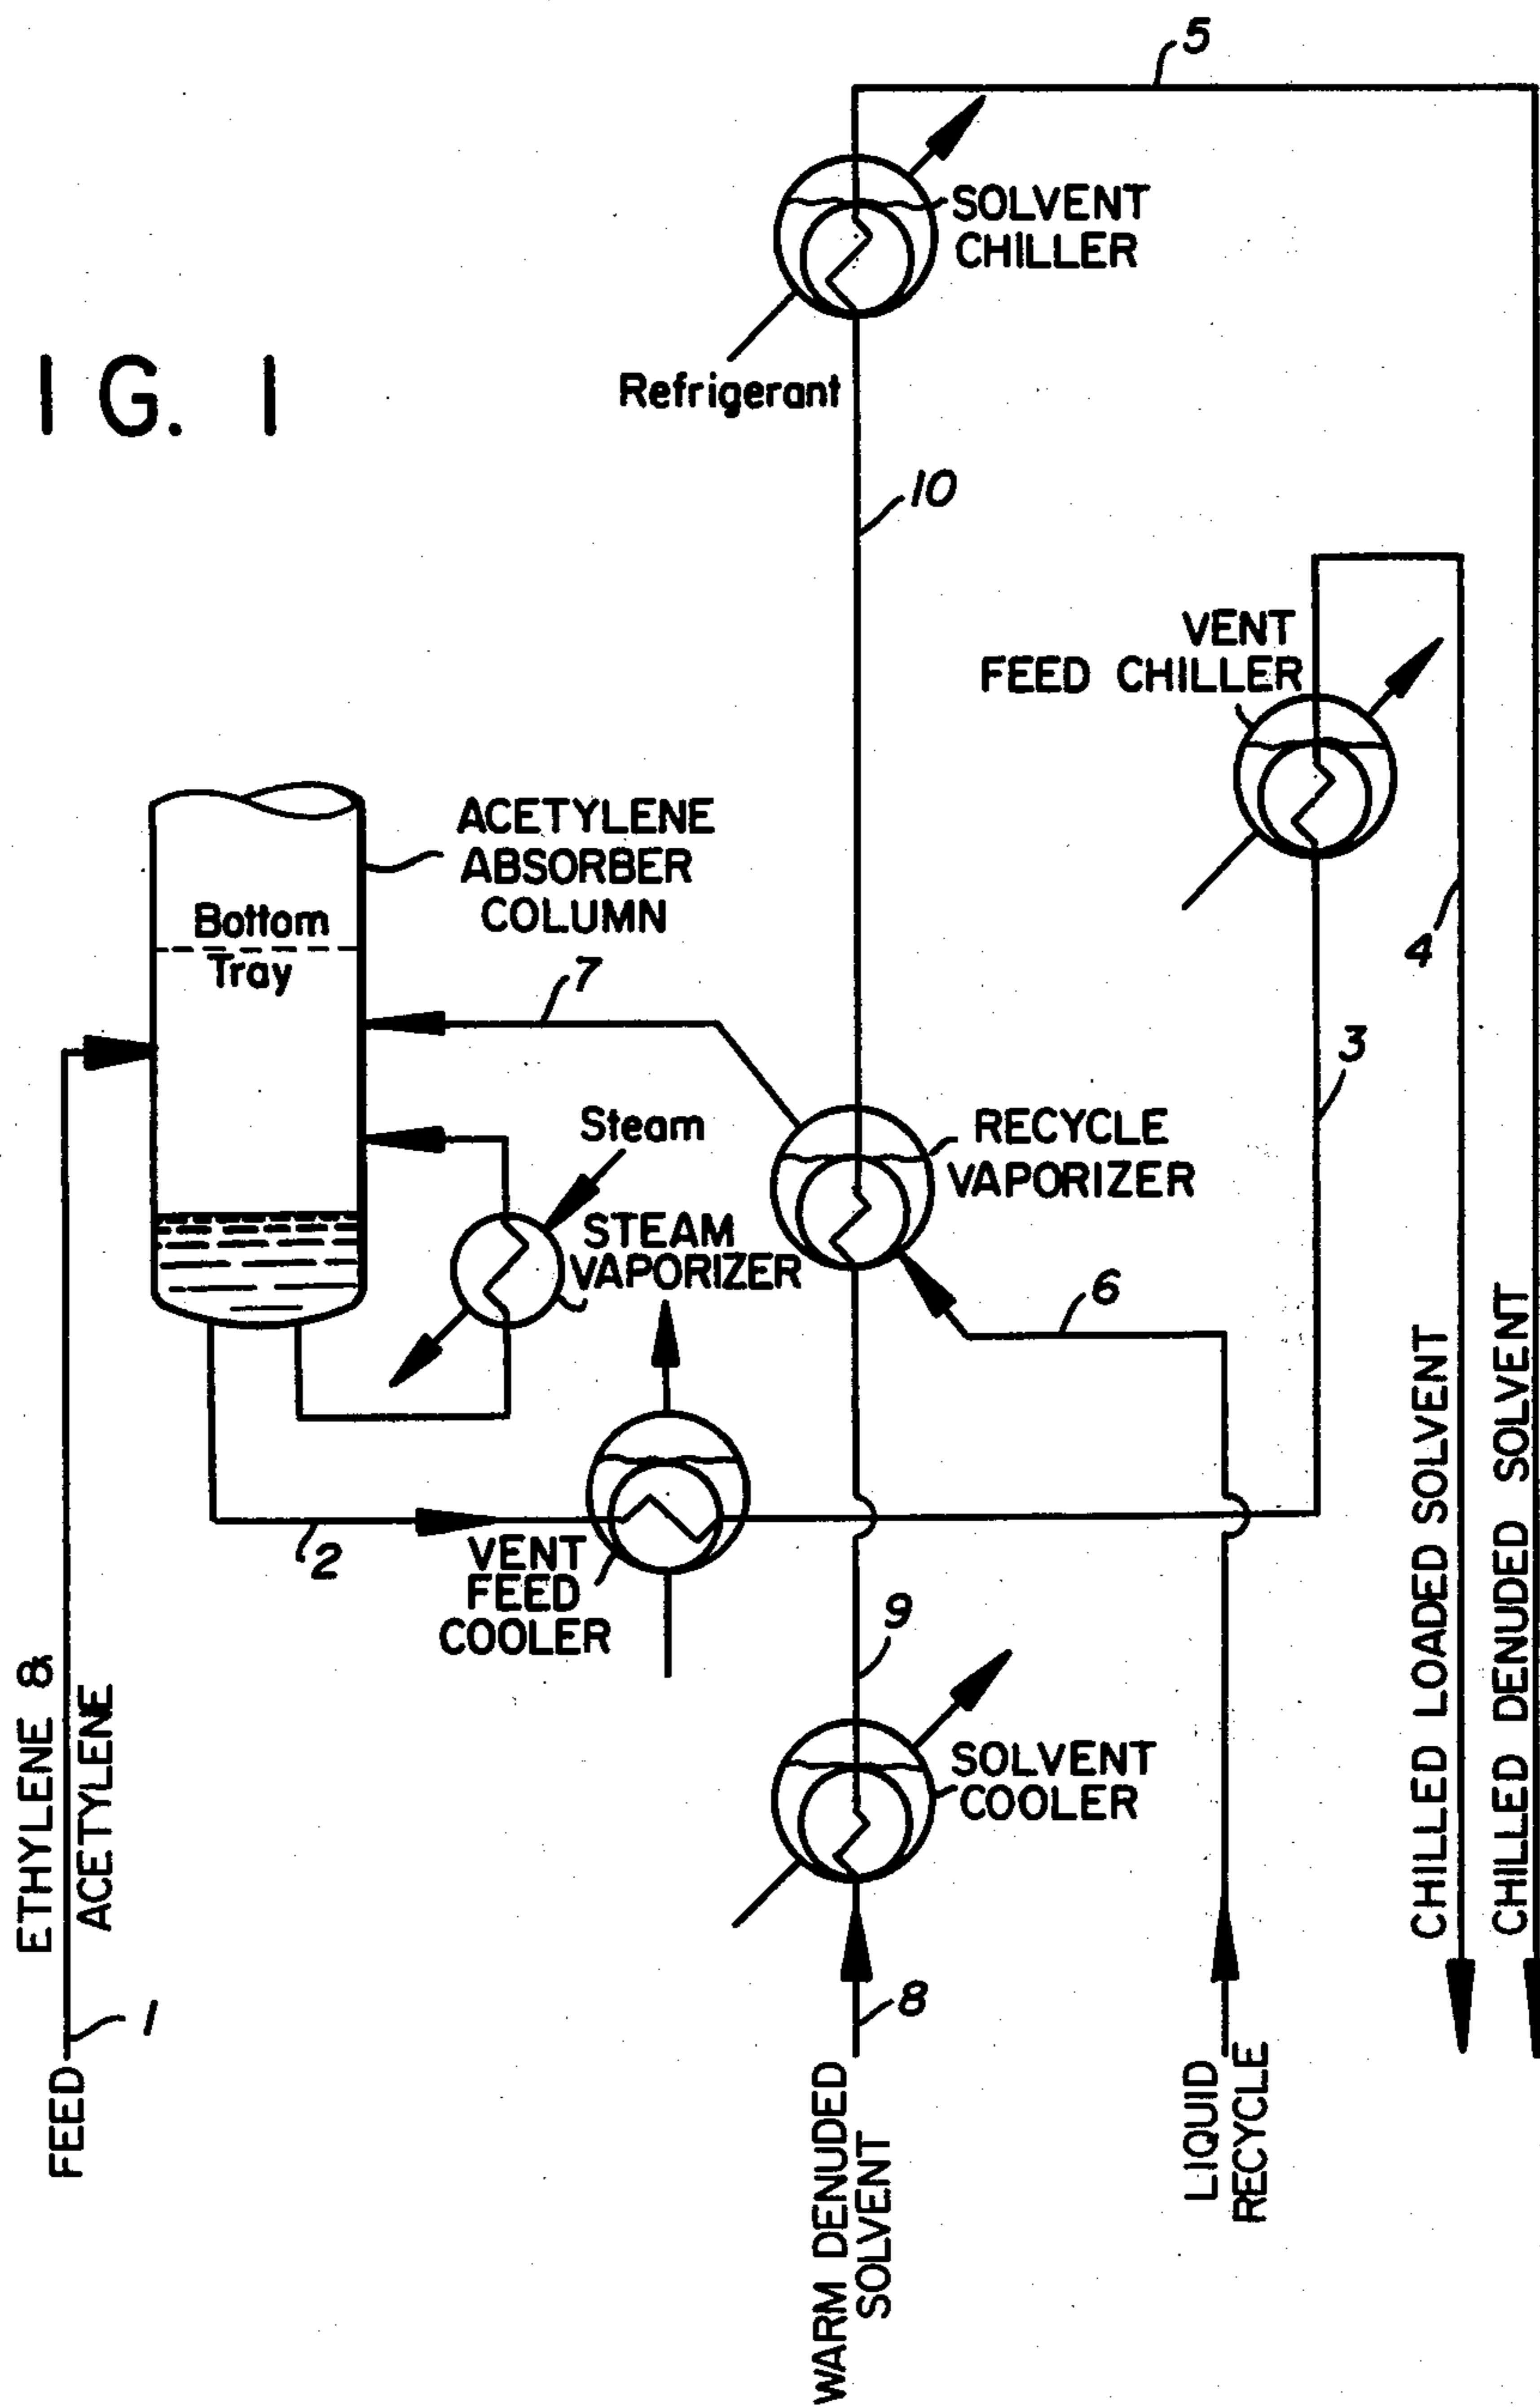 5
SOLVENT
CHILLER
Refrigerant
IG. 1
10
VENT
FEED CHILLER
4
3
ACETYLENE
ABSORBER
COLUMN
Bottom
Tray
7
Steam
STEAM
VAPORIZER
RECYCLE
VAPORIZER
6
2
VENT
FEED
COOLER
9
SOLVENT
COOLER
8
1
FEED
ETHYLENE &
ACETYLENE
WARM DENUDED
SOLVENT
LIQUID
RECYCLE
CHILLED LOADED SOLVENT
CHILLED DENUDED SOLVENT